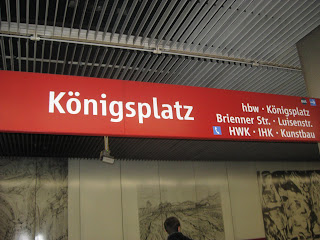 Königsplatz
hbw · Königsplatz
Brienner Str. · Luisenstr.
HWK · IHK · Kunstbau